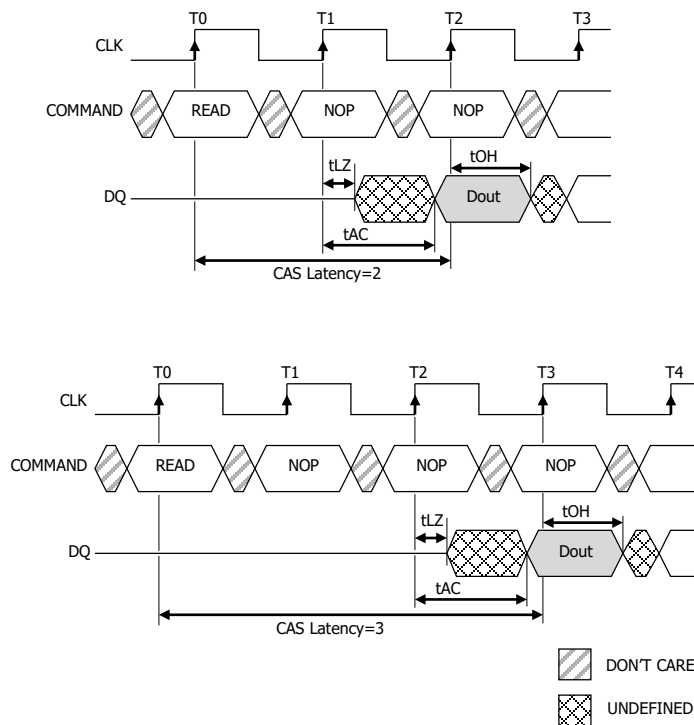 T0 T1 T2 T3
CLK
COMMAND READ NOP NOP
tOH
tLZ
DQ Dout
tAC
CAS Latency=2
T0 T1 T2 T3 T4
CLK
COMMAND READ NOP NOP NOP
tLZ tOH
DQ Dout
tAC
CAS Latency=3
DON'T CARE
UNDEFINED